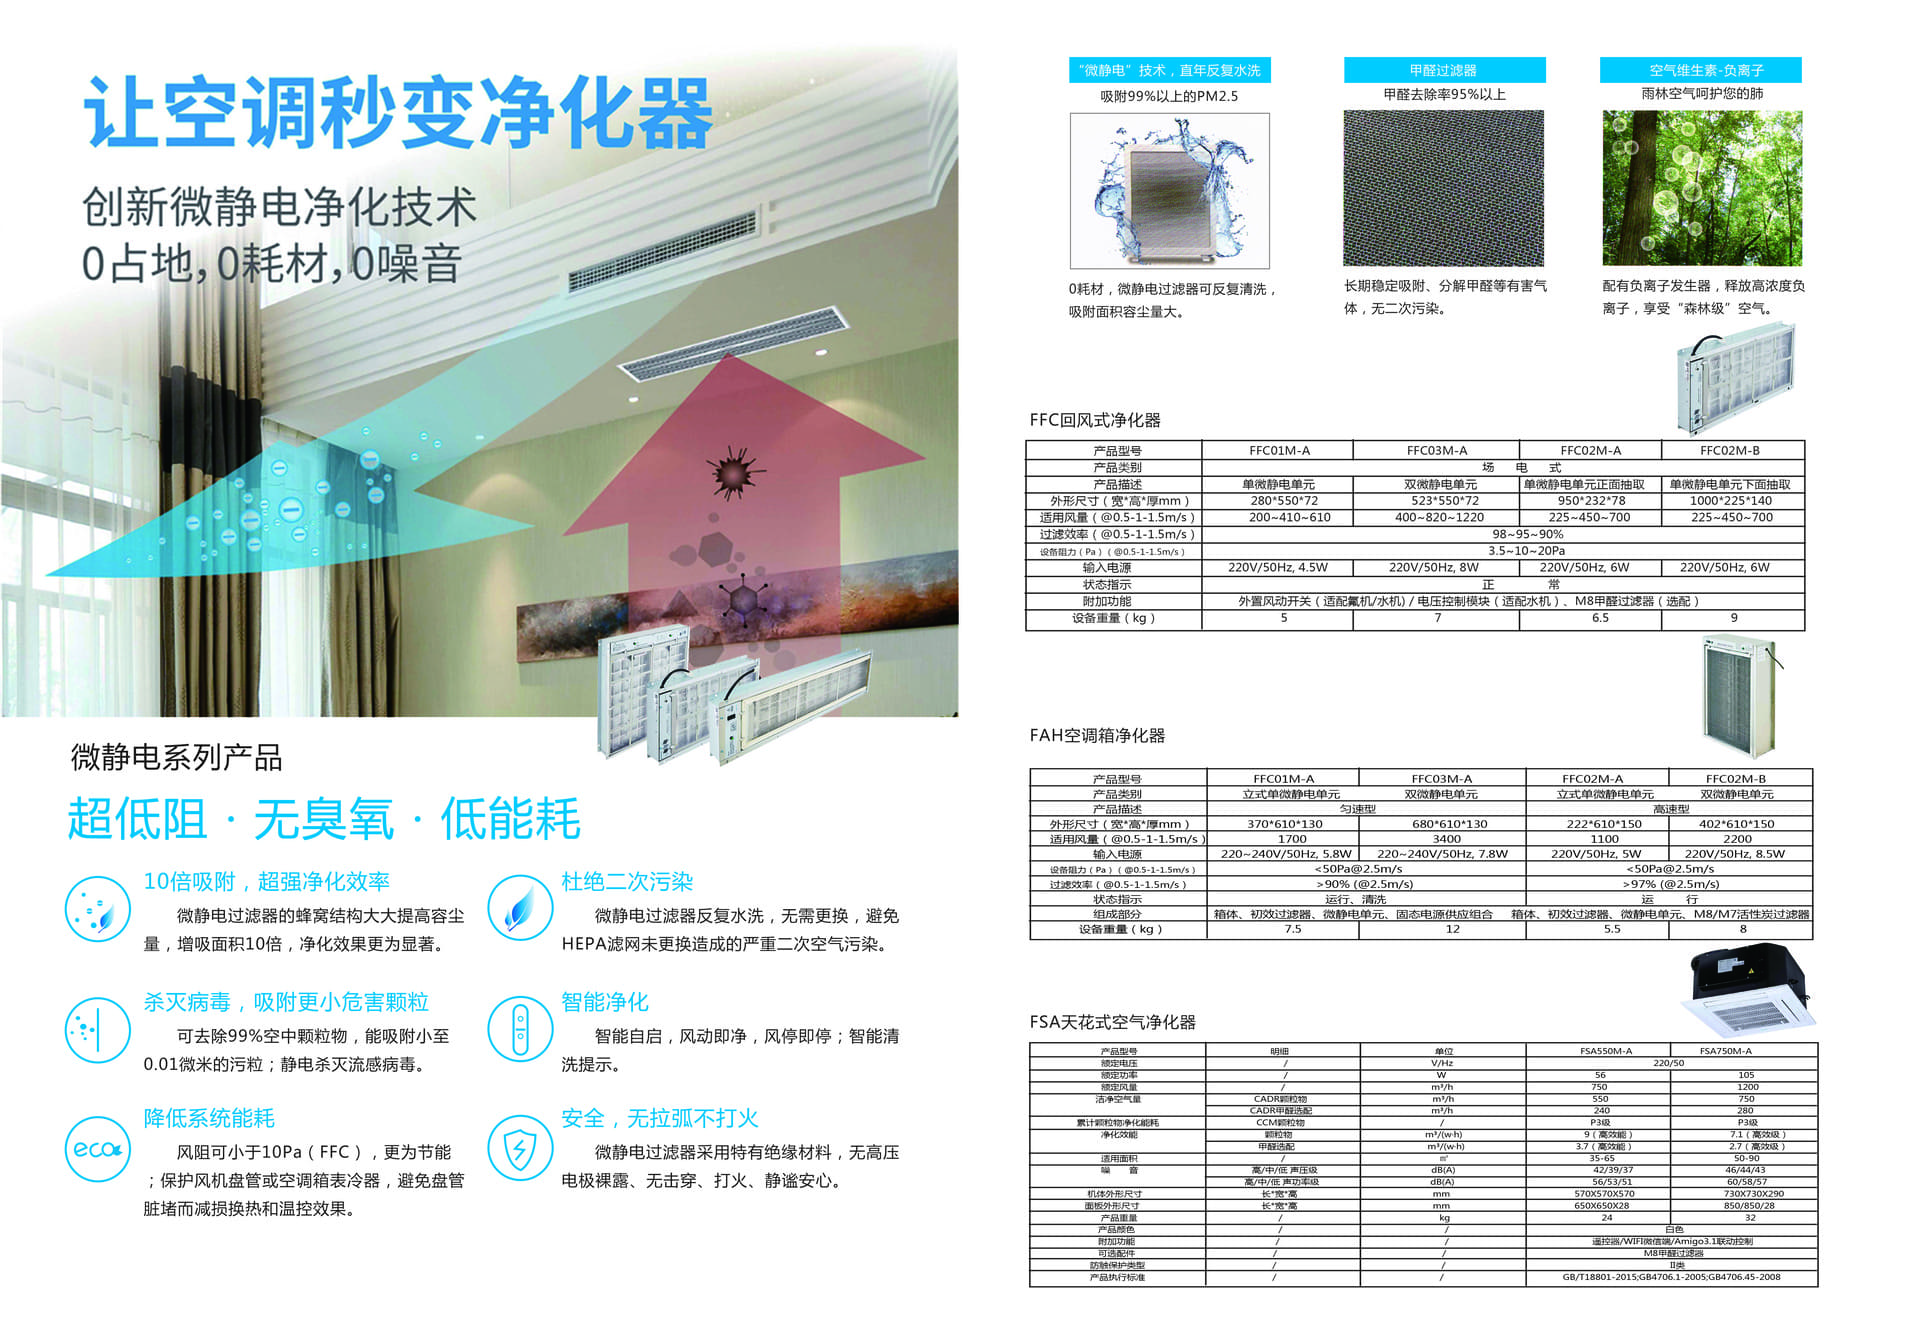 让空调秒变净化器
创新微静电净化技术
0占地,0耗材,0噪音
微静电系列产品
超低阻 · 无臭氧 · 低能耗
10倍吸附，超强净化效率
微静电过滤器的蜂窝结构大大提高容尘
量，增吸面积10倍，净化效果更为显著。
杀灭病毒，吸附更小危害颗粒
可去除99%空中颗粒物，能吸附小至
0.01微米的污粒；静电杀灭流感病毒。
eco
降低系统能耗
风阻可小于10Pa（FFC），更为节能
；保护风机盘管或空调箱表冷器，避免盘管
脏堵而减损换热和温控效果。
杜绝二次污染
微静电过滤器反复水洗，无需更换，避免
HEPA滤网未更换造成的严重二次空气污染。
智能净化
智能自启，风动即净，风停即停；智能清
洗提示。
安全，无拉弧不打火
微静电过滤器采用特有绝缘材料，无高压
电极裸露、无击穿、打火、静谧安心。
“微静电”技术，直年反复水洗
吸附99%以上的PM2.5
0耗材，微静电过滤器可反复清洗，
吸附面积容尘量大。
甲醛过滤器
甲醛去除率95%以上
长期稳定吸附、分解甲醛等有害气
体，无二次污染。
空气维生素-负离子
雨林空气呵护您的肺
配有负离子发生器，释放高浓度负
离子，享受“森林级”空气。
FFC回风式净化器
产品型号 FFC01M-A FFC03M-A FFC02M-A FFC02M-B
产品类别 场 电 式
产品描述 单微静电单元 双微静电单元 单微静电单元正面抽取 单微静电单元下面抽取
外形尺寸（宽*高*厚mm） 280*550*72 523*550*72 950*232*78 1000*225*140
适用风量（@0.5-1-1.5m/s） 200~410~610 400~820~1220 225~450~700 225~450~700
过滤效率（@0.5-1-1.5m/s） 98~95~90%
设备阻力（Pa）（@0.5-1-1.5m/s） 3.5~10~20Pa
输入电源 220V/50Hz, 4.5W 220V/50Hz, 8W 220V/50Hz, 6W 220V/50Hz, 6W
状态指示 正 常
附加功能 外置风动开关（适配氟机/水机）/ 电压控制模块（适配水机）、M8甲醛过滤器（选配）
设备重量（kg） 5 7 6.5 9
FAH空调箱净化器
产品型号 FFC01M-A FFC03M-A FFC02M-A FFC02M-B
产品类别 立式单微静电单元 双微静电单元 立式单微静电单元 双微静电单元
产品描述 匀速型 高速型
外形尺寸（宽*高*厚mm） 370*610*130 680*610*130 222*610*150 402*610*150
适用风量（@0.5-1-1.5m/s） 1700 3400 1100 2200
输入电源 220~240V/50Hz, 5.8W 220~240V/50Hz, 7.8W 220V/50Hz, 5W 220V/50Hz, 8.5W
设备阻力（Pa）（@0.5-1-1.5m/s） <50Pa@2.5m/s <50Pa@2.5m/s
过滤效率（@0.5-1-1.5m/s） >90% (@2.5m/s) >97% (@2.5m/s)
状态指示 运行、清洗 运 行
组成部分 箱体、初效过滤器、微静电单元、固态电源供应组合 箱体、初效过滤器、微静电单元、M8/M7活性炭过滤器
设备重量（kg） 7.5 12 5.5 8
FSA天花式空气净化器
产品型号 明细 单位 FSA550M-A FSA750M-A
额定电压 / V/Hz 220/50
额定功率 / W 56 105
额定风量 / m³/h 750 1200
洁净空气量 CADR颗粒物 m³/h 550 750
CADR甲醛选配 m³/h 240 280
累计颗粒物净化能耗 CCM颗粒物 / P3级 P3级
净化效能 颗粒物 m³/(w·h) 9（高效能） 7.1（高效级）
甲醛选配 m³/(w·h) 3.7（高效能） 2.7（高效级）
适用面积 / ㎡ 35-65 50-90
噪 音 高/中/低 声压级 dB(A) 42/39/37 46/44/43
高/中/低 声功率级 dB(A) 56/53/51 60/58/57
机体外形尺寸 长*宽*高 mm 570X570X570 730X730X290
面板外形尺寸 长*宽*高 mm 650X650X28 850/850/28
产品重量 / kg 24 32
产品颜色 / / 白色
附加功能 / / 遥控器/WIFI微信端/Amigo3.1联动控制
可选配件 / / M8甲醛过滤器
防触保护类型 / / II类
产品执行标准 / / GB/T18801-2015;GB4706.1-2005;GB4706.45-2008